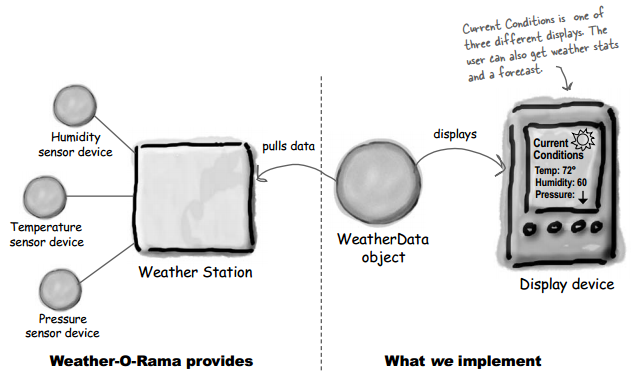 Current Conditions is one of
three different displays. The
user can also get weather stats
and a forecast.
Humidity
sensor device
pulls data
displays
Current
Conditions
Temp: 72°
Humidity: 60
Pressure:
Temperature
sensor device
WeatherData
object
Weather Station
Display device
Pressure
sensor device
Weather-O-Rama provides
What we implement